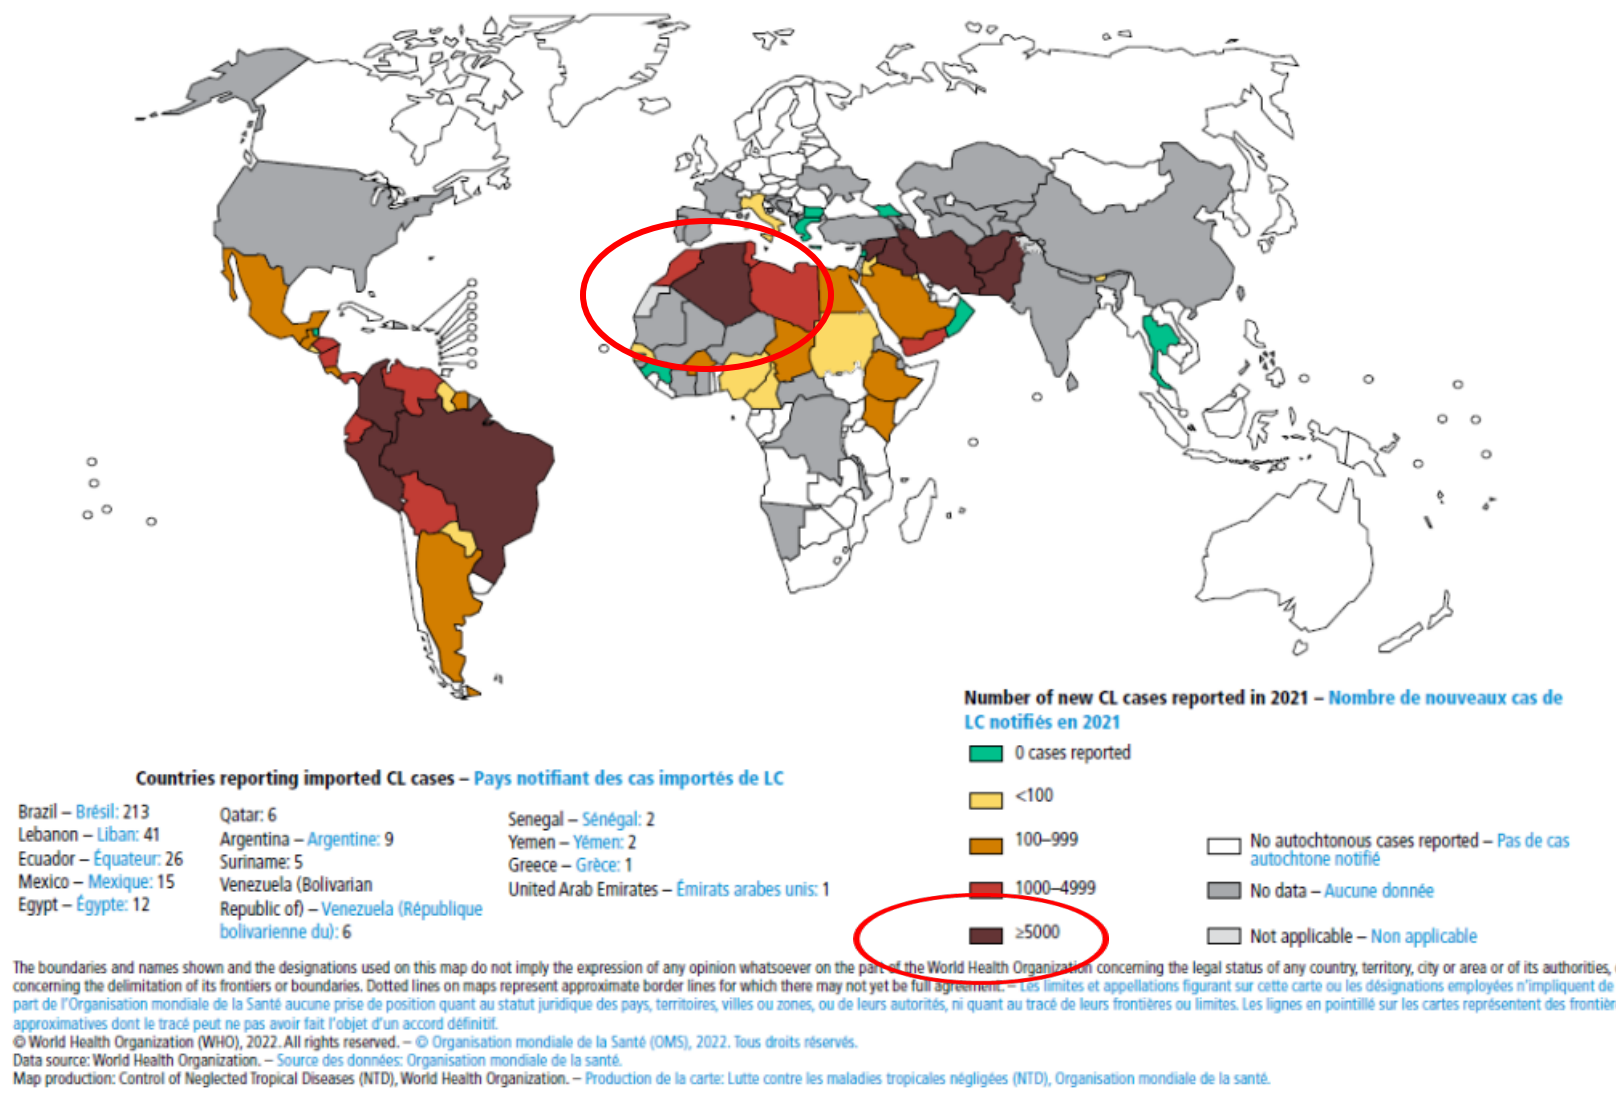 Number of new CL cases reported in 2021 – Nombre de nouveaux cas de
LC notifiés en 2021
0 cases reported
<100
100–999
1000–4999
≥5000
No autochtonous cases reported – Pas de cas
autochtone notifié
No data – Aucune donnée
Not applicable – Non applicable
Countries reporting imported CL cases – Pays notifiant des cas importés de LC
Brazil – Brésil: 213
Lebanon – Liban: 41
Ecuador – Équateur: 26
Mexico – Mexique: 15
Egypt – Égypte: 12
Qatar: 6
Argentina – Argentine: 9
Suriname: 5
Venezuela (Bolivarian
Republic of) – Venezuela (République
bolivarienne du): 6
Senegal – Sénégal: 2
Yemen – Yémen: 2
Greece – Grèce: 1
United Arab Emirates – Émirats arabes unis: 1
The boundaries and names shown and the designations used on this map do not imply the expression of any opinion whatsoever on the part of the World Health Organization concerning the legal status of any country, territory, city or area or of its authorities,
concerning the delimitation of its frontiers or boundaries. Dotted lines on maps represent approximate border lines for which there may not yet be full agreement. – Les limites et appellations figurant sur cette carte ou les désignations employées n'impliquent de
part de l'Organisation mondiale de la Santé aucune prise de position quant au statut juridique des pays, territoires, villes ou zones, ou de leurs autorités, ni quant au tracé de leurs frontières ou limites. Les lignes en pointillé sur les cartes représentent des
approximatives dont le tracé peut ne pas avoir fait l'objet d'un accord définitif.
© World Health Organization (WHO), 2022. All rights reserved. – © Organisation mondiale de la Santé (OMS), 2022. Tous droits réservés.
Data source: World Health Organization. – Source des données: Organisation mondiale de la santé.
Map production: Control of Neglected Tropical Diseases (NTD), World Health Organization. – Production de la carte: Lutte contre les maladies tropicales négligées (NTD), Organisation mondiale de la santé.